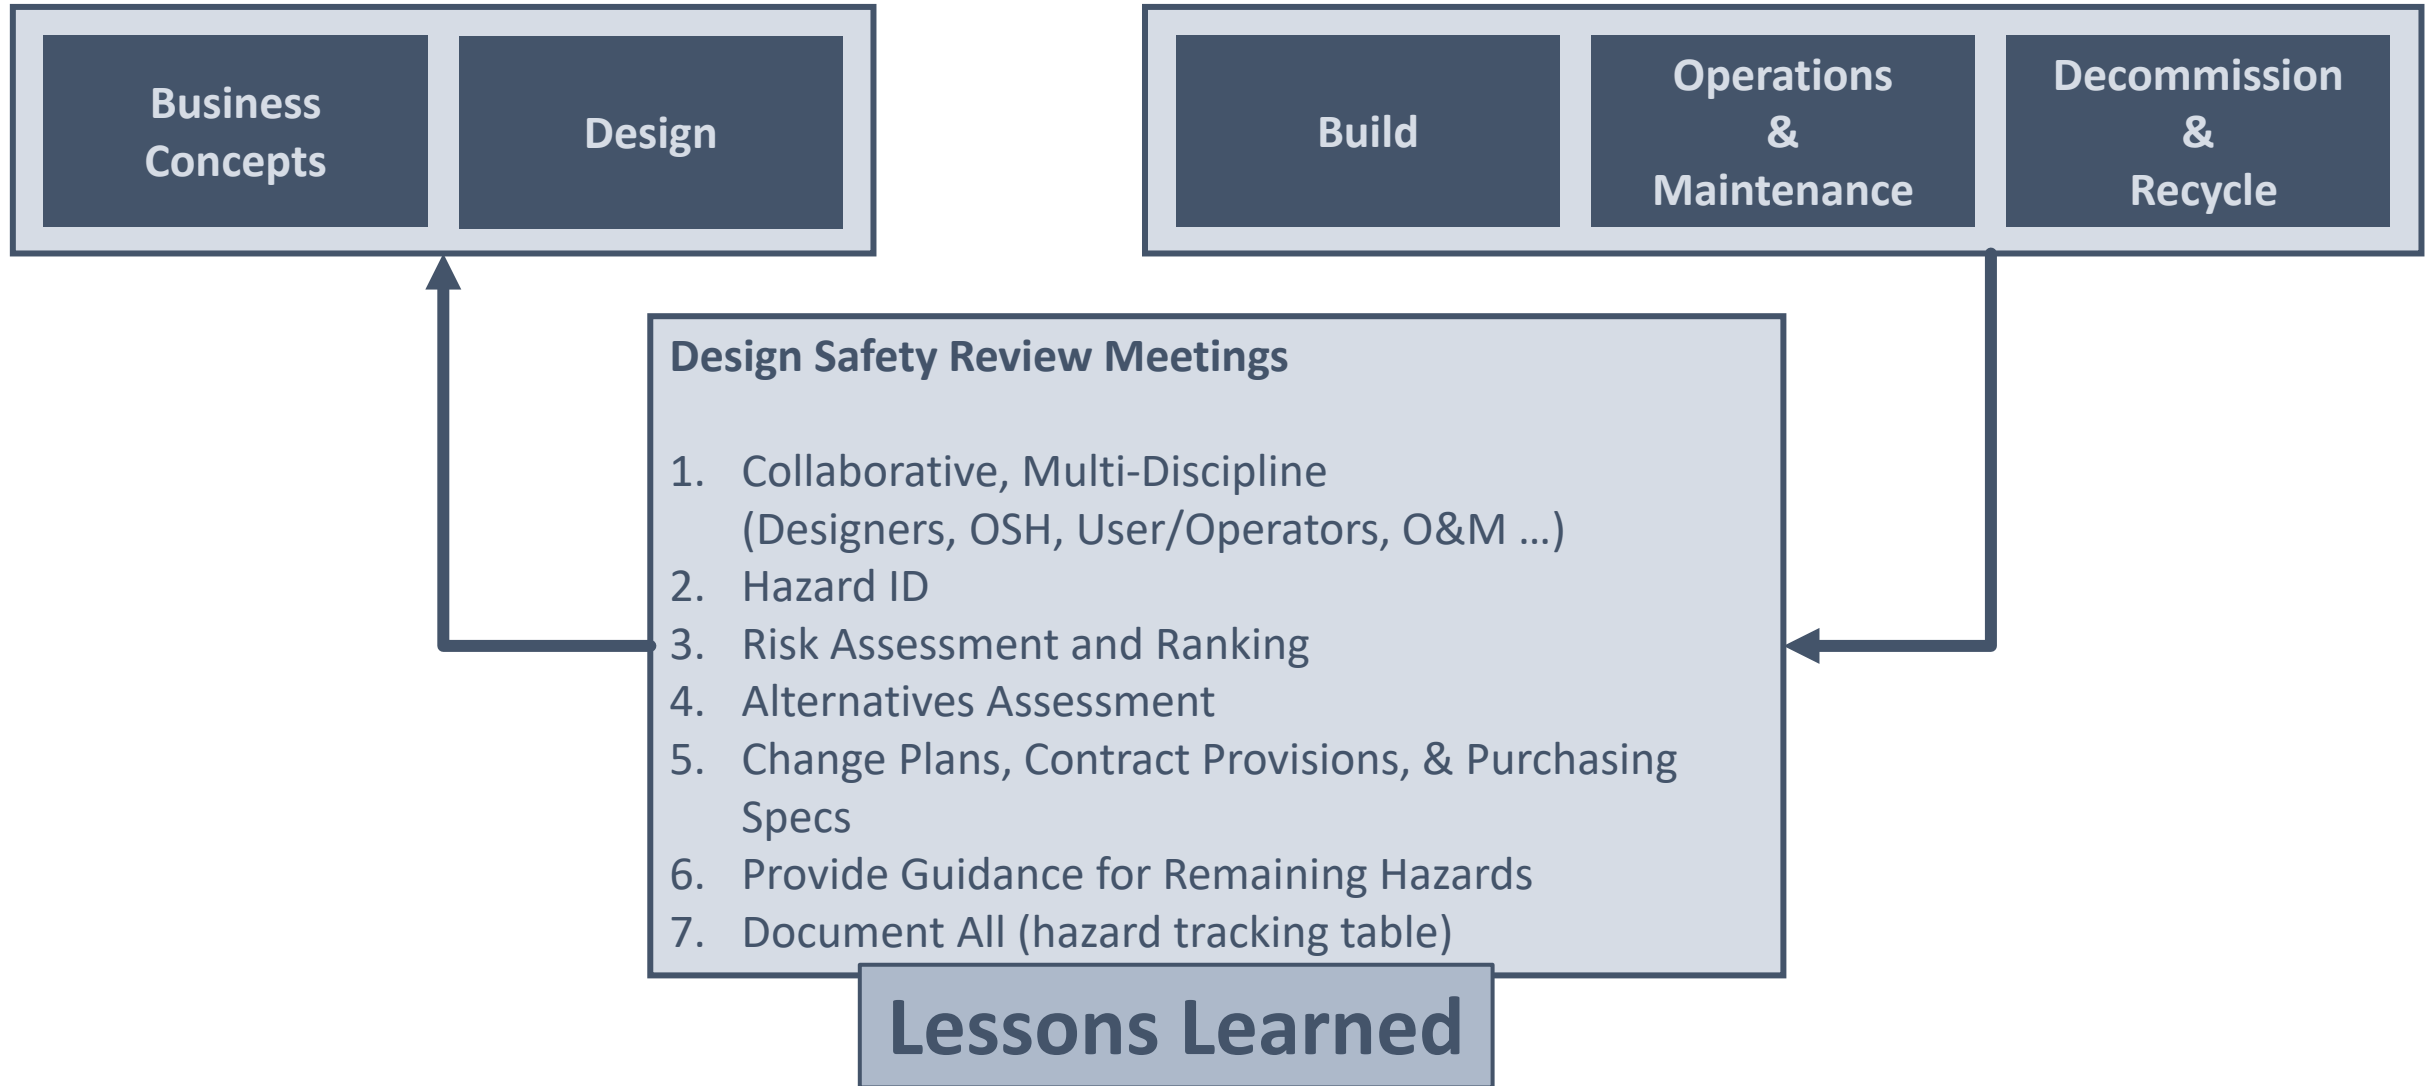 Business
Concepts
Design
Build
Operations
&
Maintenance
Decommission
&
Recycle
Design Safety Review Meetings
1. Collaborative, Multi-Discipline
(Designers, OSH, User/Operators, O&M …)
2. Hazard ID
3. Risk Assessment and Ranking
4. Alternatives Assessment
5. Change Plans, Contract Provisions, & Purchasing
Specs
6. Provide Guidance for Remaining Hazards
7. Document All (hazard tracking table)
Lessons Learned